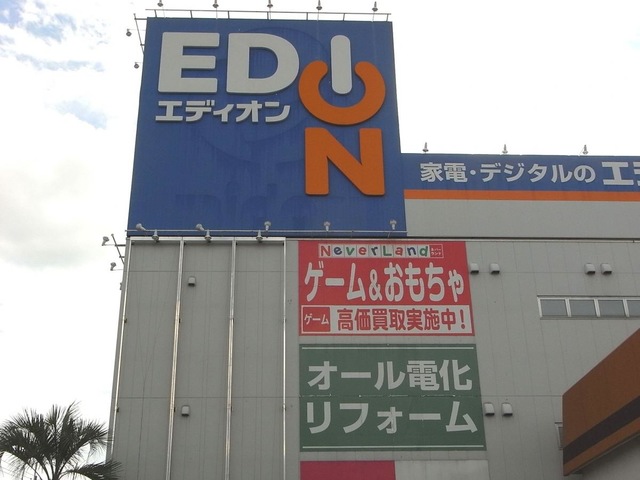 EDION
エディオン
家電・デジタルの エ
NeverLand
ゲーム&おもちゃ
ゲーム 高価買取実施中!
オール電化
リフォーム